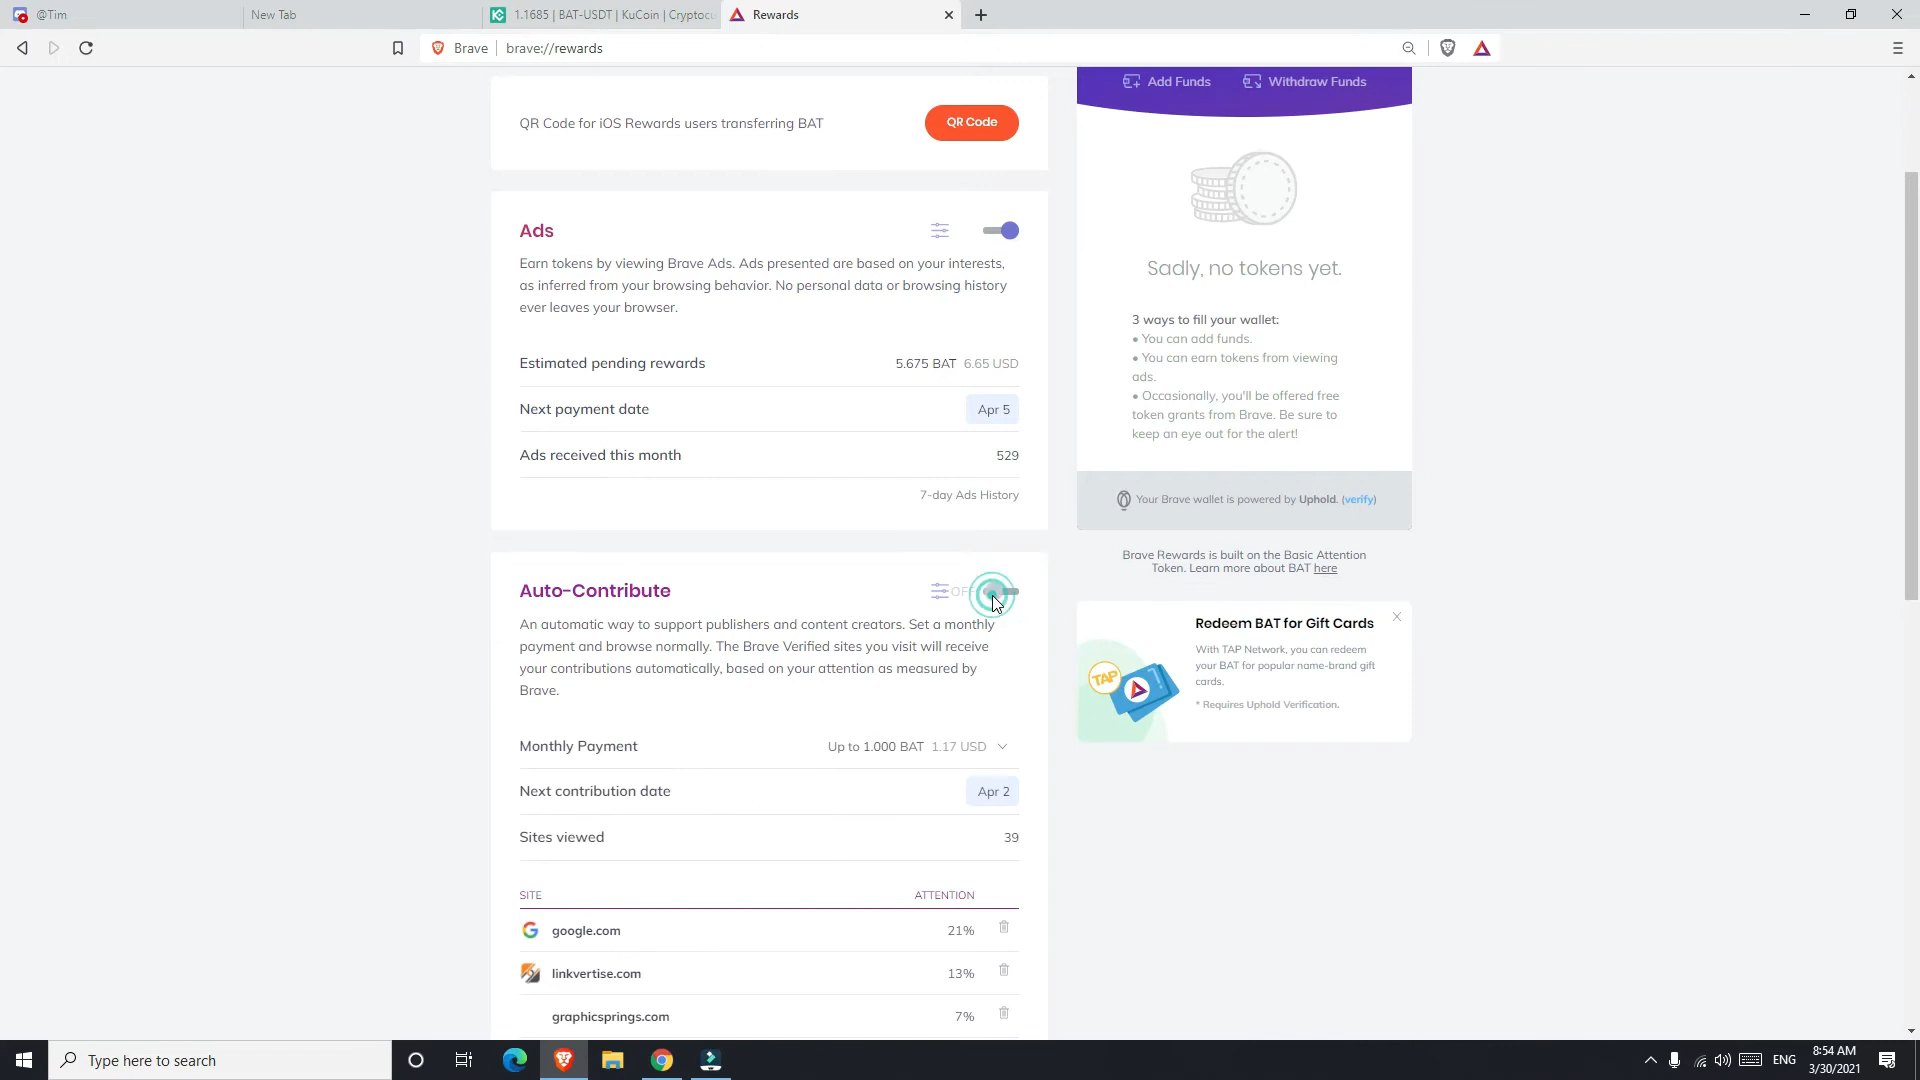 @Tim
New Tab
1.1685 | BAT-USDT | KuCoin | Cryptocu
Rewards
Brave
brave://rewards
QR Code for iOS Rewards users transferring BAT
QR Code
Ads
Earn tokens by viewing Brave Ads. Ads presented are based on your interests,
as inferred from your browsing behavior. No personal data or browsing history
ever leaves your browser.
Estimated pending rewards
5.675 BAT 6.65 USD
Next payment date
Apr 5
Ads received this month
529
7-day Ads History
Auto-Contribute
OFF
An automatic way to support publishers and content creators. Set a monthly
payment and browse normally. The Brave Verified sites you visit will receive
your contributions automatically, based on your attention as measured by
Brave.
Monthly Payment
Up to 1.000 BAT 1.17 USD
Next contribution date
Apr 2
Sites viewed
39
SITE
ATTENTION
google.com
21%
linkvertise.com
13%
graphicsprings.com
7%
Add Funds
Withdraw Funds
Sadly, no tokens yet.
3 ways to fill your wallet:
• You can add funds.
• You can earn tokens from viewing
ads.
• Occasionally, you'll be offered free
token grants from Brave. Be sure to
keep an eye out for the alert!
Your Brave wallet is powered by Uphold. (verify)
Brave Rewards is built on the Basic Attention
Token. Learn more about BAT here
TAP
Redeem BAT for Gift Cards
With TAP Network, you can redeem
your BAT for popular name-brand gift
cards.
* Requires Uphold Verification.
Type here to search
ENG
8:54 AM
3/30/2021